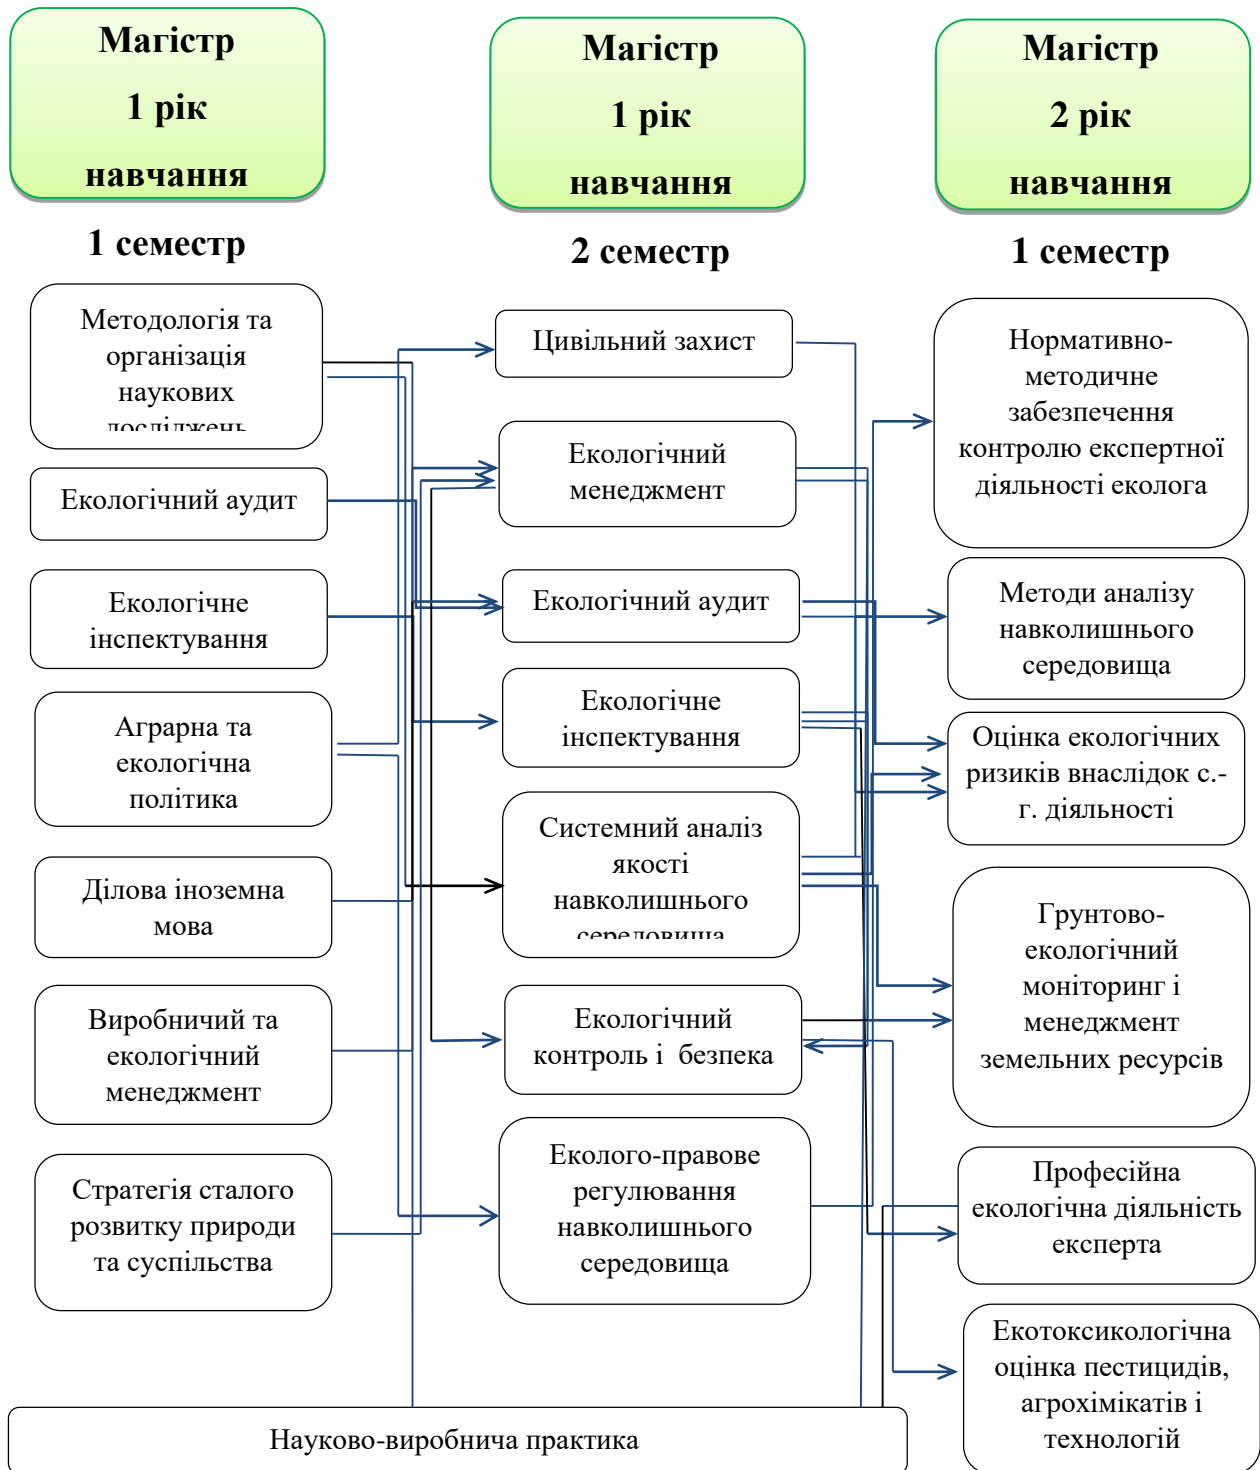 Магістр
1 рік
навчання
1 семестр
Методологія та
організація
наукових
досліджень
Екологічний аудит
Екологічне
інспектування
Аграрна та
екологічна
політика
Ділова іноземна
мова
Виробничий та
екологічний
менеджмент
Стратегія сталого
розвитку природи
та суспільства
Магістр
1 рік
навчання
2 семестр
Цивільний захист
Екологічний
менеджмент
Екологічний аудит
Екологічне
інспектування
Системний аналіз
якості
навколишнього
середовища
Екологічний
контроль і безпека
Еколого-правове
регулювання
навколишнього
середовища
Магістр
2 рік
навчання
1 семестр
Нормативно-
методичне
забезпечення
контролю експертної
діяльності еколога
Методи аналізу
навколишнього
середовища
Оцінка екологічних
ризиків внаслідок с.-
г. діяльності
Грунтово-
екологічний
моніторинг і
менеджмент
земельних ресурсів
Професійна
екологічна діяльність
експерта
Екотоксикологічна
оцінка пестицидів,
агрохімікатів і
технологій
Науково-виробнича практика